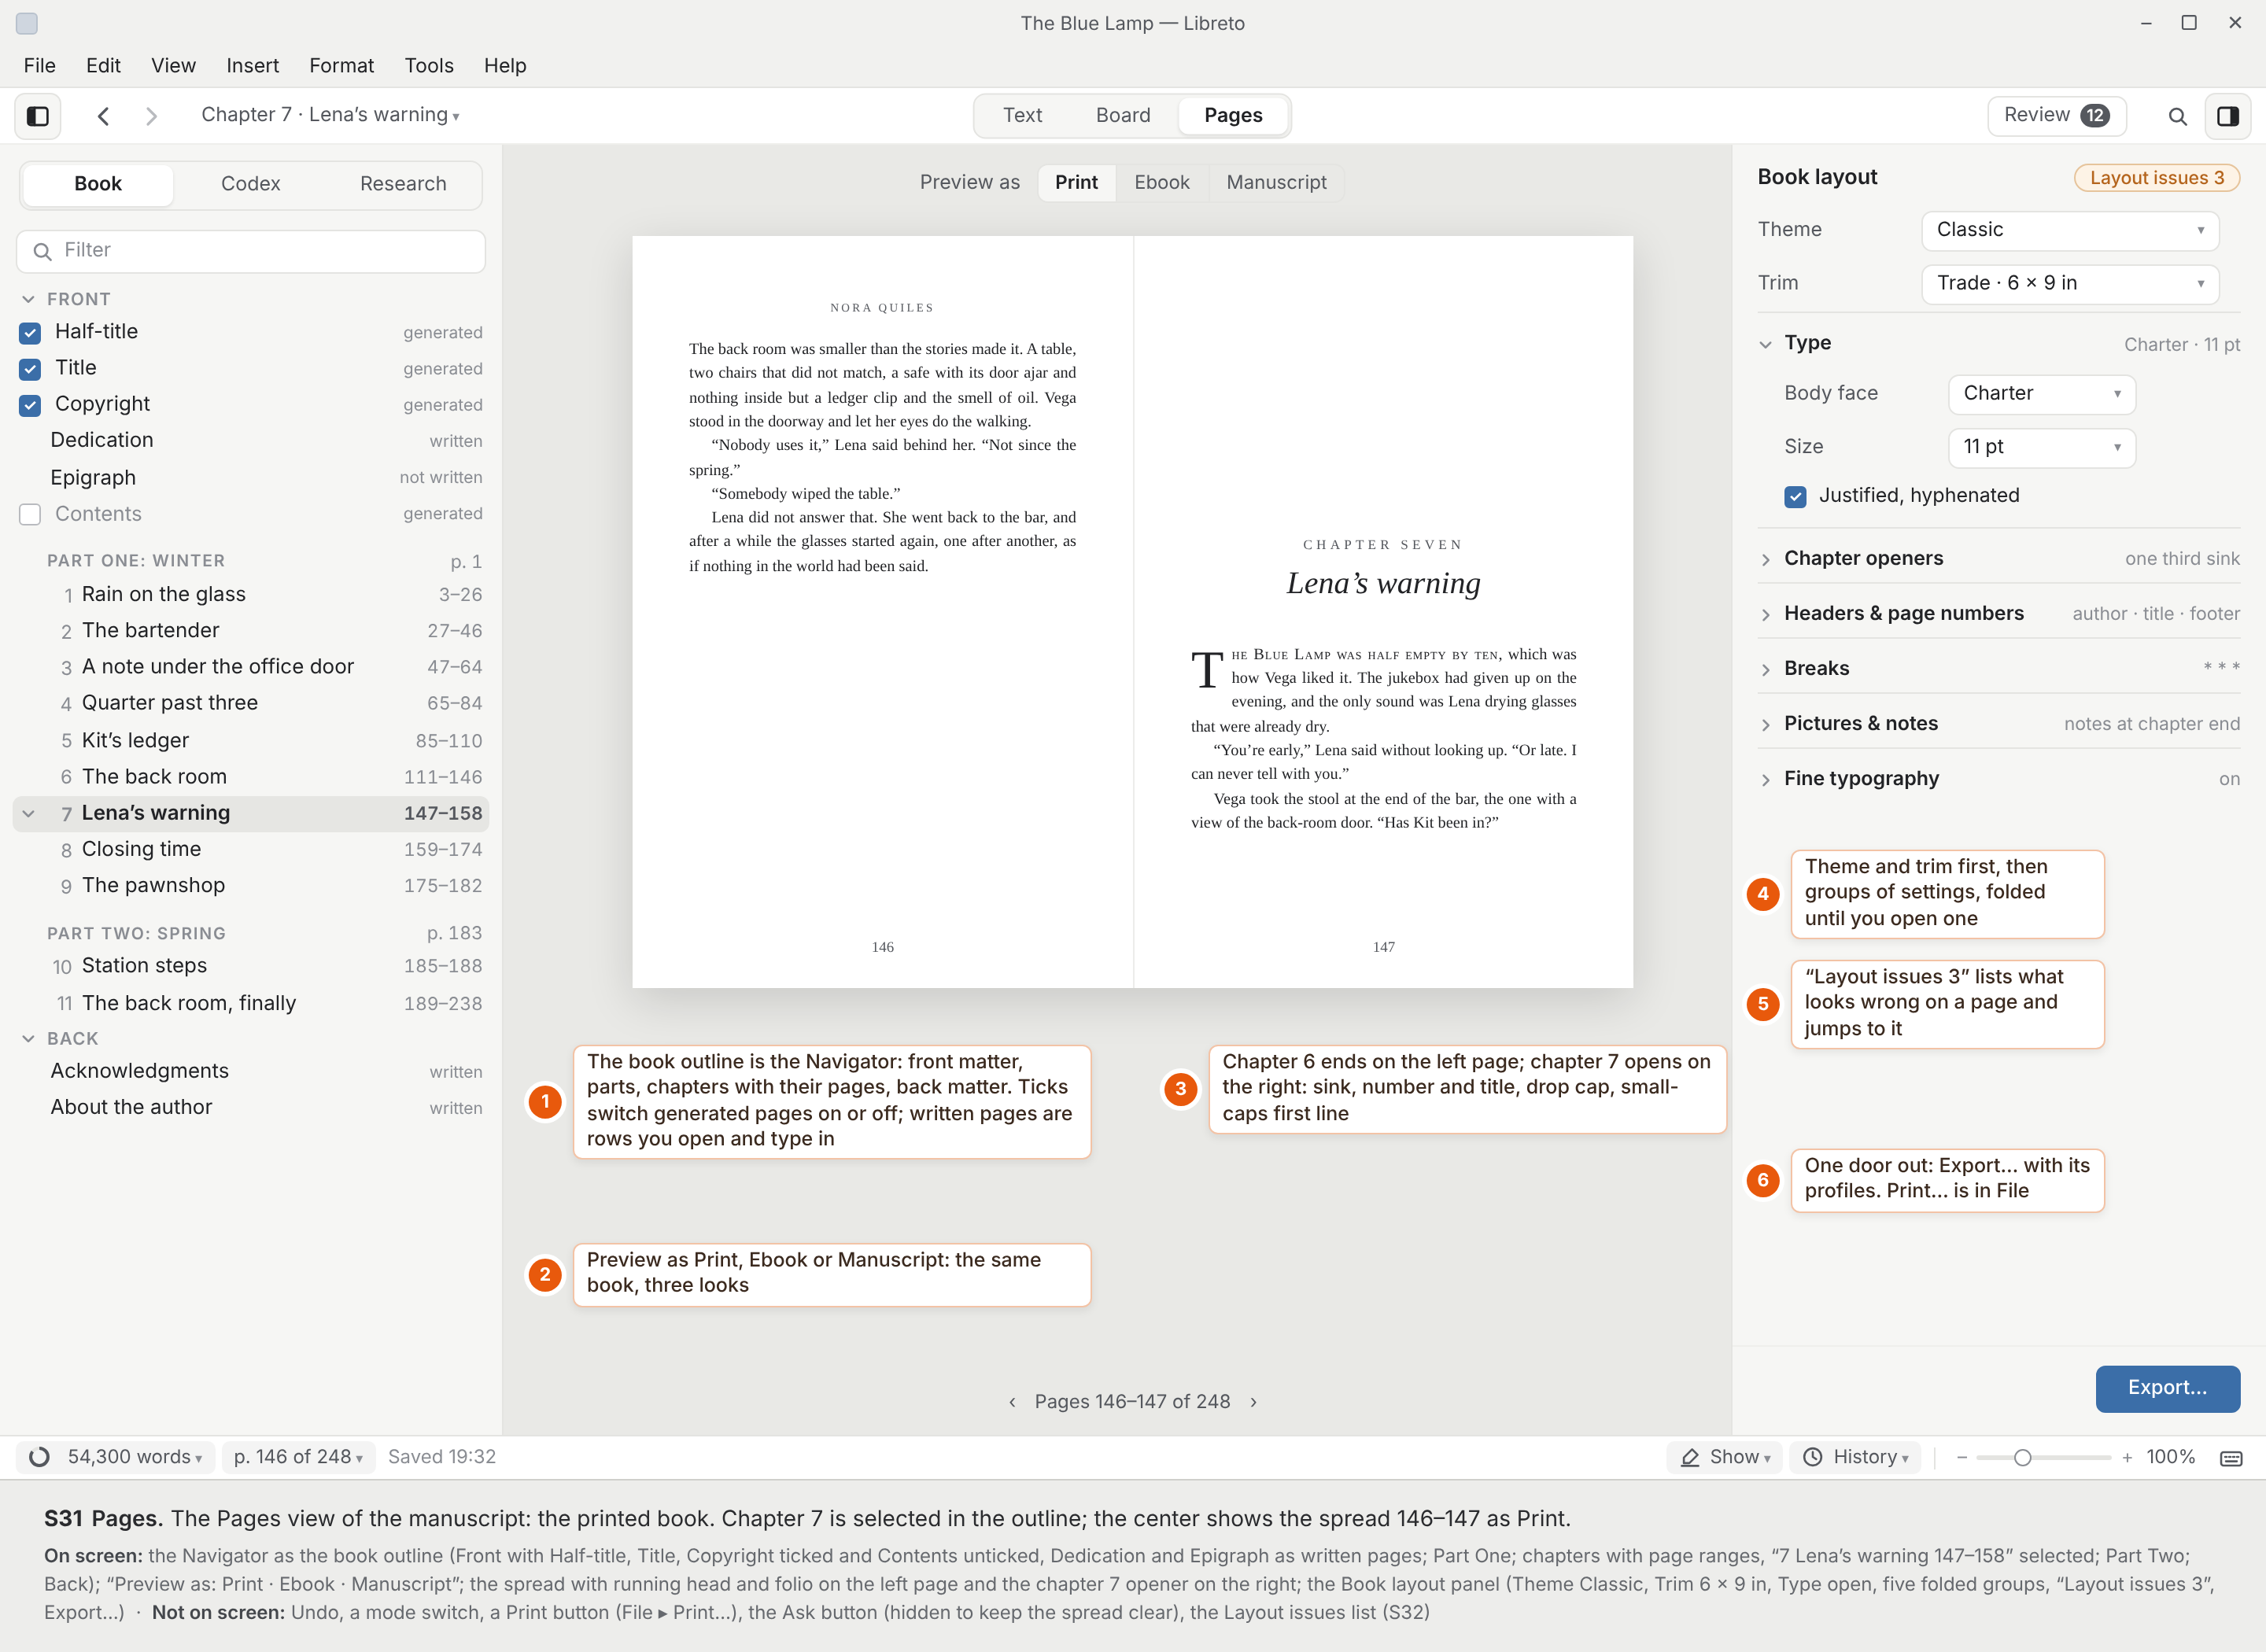 The Blue Lamp — Libreto
File Edit View Insert Format Tools Help
Chapter 7 · Lena’s warning ▾
Text Board Pages
Review 12
Book Codex Research
Filter
FRONT
Half-title generated
Title generated
Copyright generated
Dedication written
Epigraph not written
Contents generated
PART ONE: WINTER p. 1
1 Rain on the glass 3–26
2 The bartender 27–46
3 A note under the office door 47–64
4 Quarter past three 65–84
5 Kit’s ledger 85–110
6 The back room 111–146
7 Lena’s warning 147–158
8 Closing time 159–174
9 The pawnshop 175–182
PART TWO: SPRING p. 183
10 Station steps 185–188
11 The back room, finally 189–238
BACK
Acknowledgments written
About the author written
Preview as Print Ebook Manuscript
NORA QUILES
The back room was smaller than the stories made it. A table,
two chairs that did not match, a safe with its door ajar and
nothing inside but a ledger clip and the smell of oil. Vega
stood in the doorway and let her eyes do the walking.
“Nobody uses it,” Lena said behind her. “Not since the
spring.”
“Somebody wiped the table.”
Lena did not answer that. She went back to the bar, and
after a while the glasses started again, one after another, as
if nothing in the world had been said.
146
CHAPTER SEVEN
Lena’s warning
The Blue Lamp was half empty by ten, which was
how Vega liked it. The jukebox had given up on the
evening, and the only sound was Lena drying glasses
that were already dry.
“You’re early,” Lena said without looking up. “Or late. I
can never tell with you.”
Vega took the stool at the end of the bar, the one with a
view of the back-room door. “Has Kit been in?”
147
1
The book outline is the Navigator: front matter,
parts, chapters with their pages, back matter. Ticks
switch generated pages on or off; written pages are
rows you open and type in
2
Preview as Print, Ebook or Manuscript: the same
book, three looks
3
Chapter 6 ends on the left page; chapter 7 opens on
the right: sink, number and title, drop cap, small-
caps first line
‹ Pages 146–147 of 248 ›
Book layout Layout issues 3
Theme Classic ▾
Trim Trade · 6 × 9 in ▾
Type Charter · 11 pt
Body face Charter ▾
Size 11 pt ▾
Justified, hyphenated
Chapter openers one third sink
Headers & page numbers author · title · footer
Breaks * * *
Pictures & notes notes at chapter end
Fine typography on
4
Theme and trim first, then
groups of settings, folded
until you open one
5
“Layout issues 3” lists what
looks wrong on a page and
jumps to it
6
One door out: Export… with its
profiles. Print… is in File
Export…
54,300 words ▾ p. 146 of 248 ▾ Saved 19:32
Show ▾ History ▾ − + 100%
S31 Pages. The Pages view of the manuscript: the printed book. Chapter 7 is selected in the outline; the center shows the spread 146–147 as Print.
On screen: the Navigator as the book outline (Front with Half-title, Title, Copyright ticked and Contents unticked, Dedication and Epigraph as written pages; Part One; chapters with page ranges, “7 Lena’s warning 147–158” selected; Part Two;
Back); “Preview as: Print · Ebook · Manuscript”; the spread with running head and folio on the left page and the chapter 7 opener on the right; the Book layout panel (Theme Classic, Trim 6 × 9 in, Type open, five folded groups, “Layout issues 3”,
Export…) · Not on screen: Undo, a mode switch, a Print button (File ▸ Print…), the Ask button (hidden to keep the spread clear), the Layout issues list (S32)